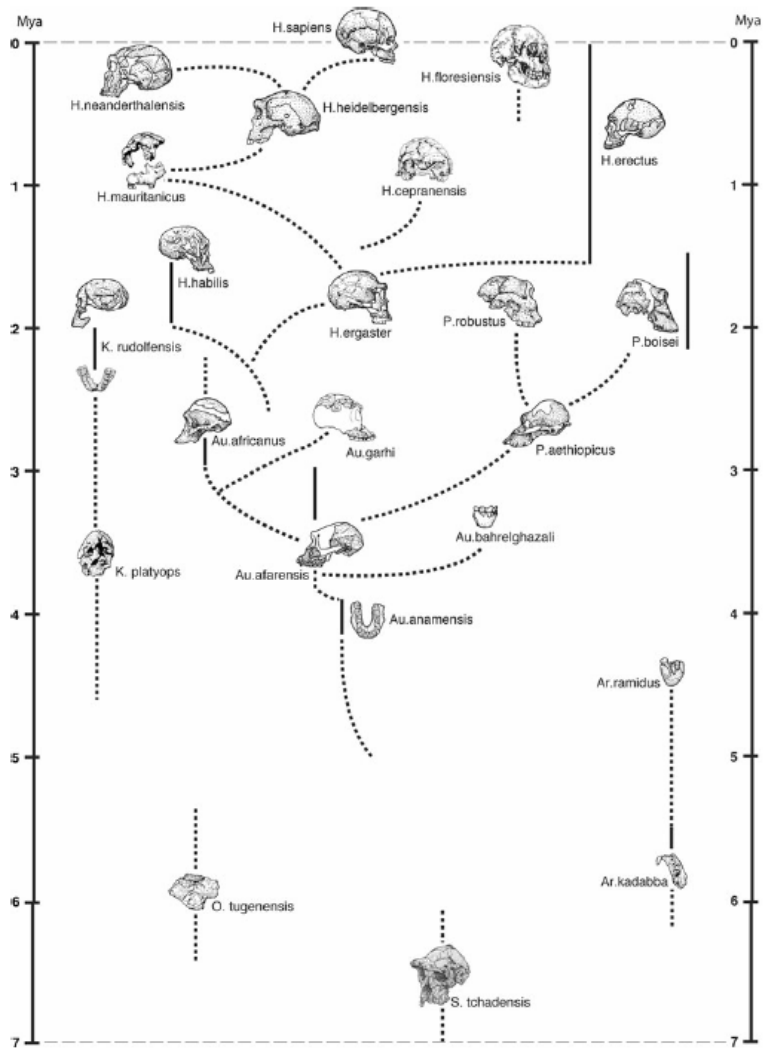 Mya
Mya
H.sapiens
0
0
H.floresiensis
H.neanderthalensis
H.heidelbergensis
H.erectus
H.mauritanicus
H.cepranensis
1
1
H.habilis
K. rudolfensis
H.ergaster
P.robustus
P.boisei
2
2
Au.africanus
Au.garhi
P.aethiopicus
3
3
Au.bahrelghazali
K. platyops
Au.afarensis
4
4
Au.anamensis
Ar.ramidus
5
5
Ar.kadabba
6
6
O. tugenensis
S. tchadensis
7
7